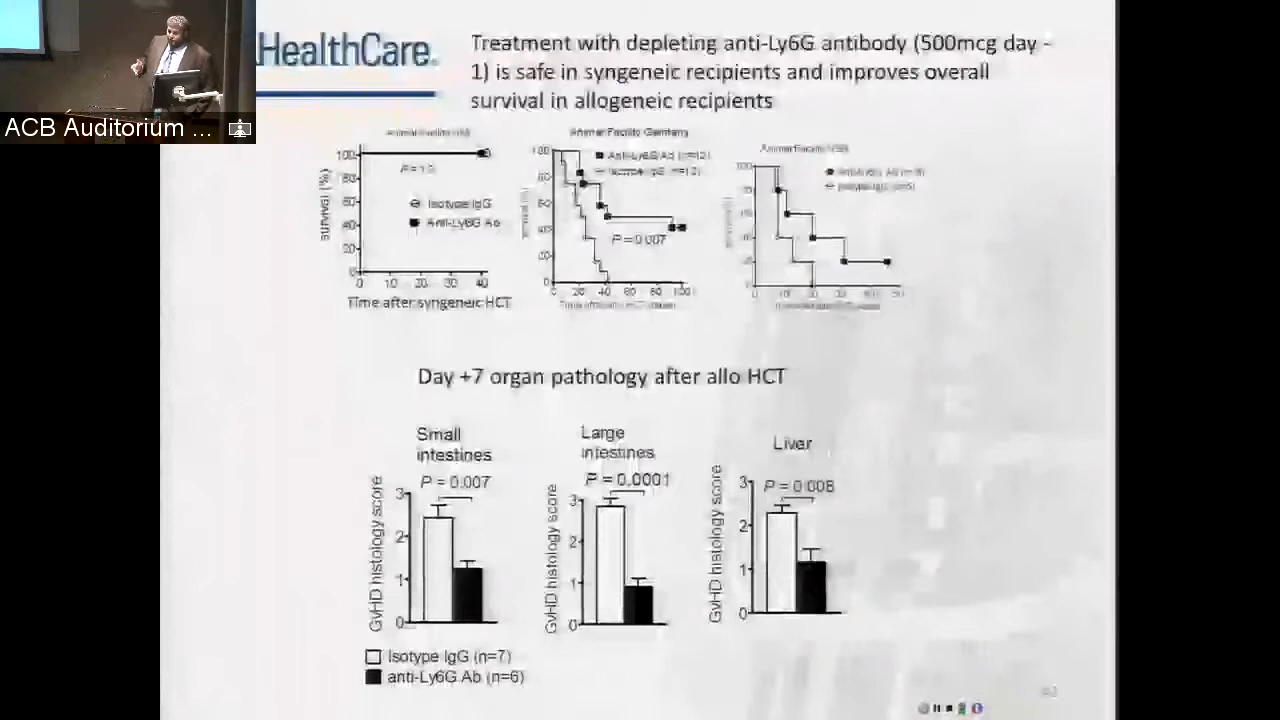 HealthCare.
Treatment with depleting anti-Ly6G antibody (500mcg day -
1) is safe in syngeneic recipients and improves overall
survival in allogeneic recipients
ACB Auditorium ...
Animal Facility Germany
survival (%)
100
80
60
40
20
0
Isotype IgG
Anti-Ly6G Ab
0 10 20 30 40
Time after syngeneic HCT
Anti-Ly6G Ab (n=12)
P = 0.007
0 20 40 60 80 100
Day +7 organ pathology after allo HCT
Small
intestines
P = 0.007
GvHD histology score
3
2
1
0
Large
intestines
P = 0.0001
GvHD histology score
3
2
1
0
Liver
P = 0.008
GvHD histology score
3
2
1
0
Isotype IgG (n=7)
anti-Ly6G Ab (n=6)